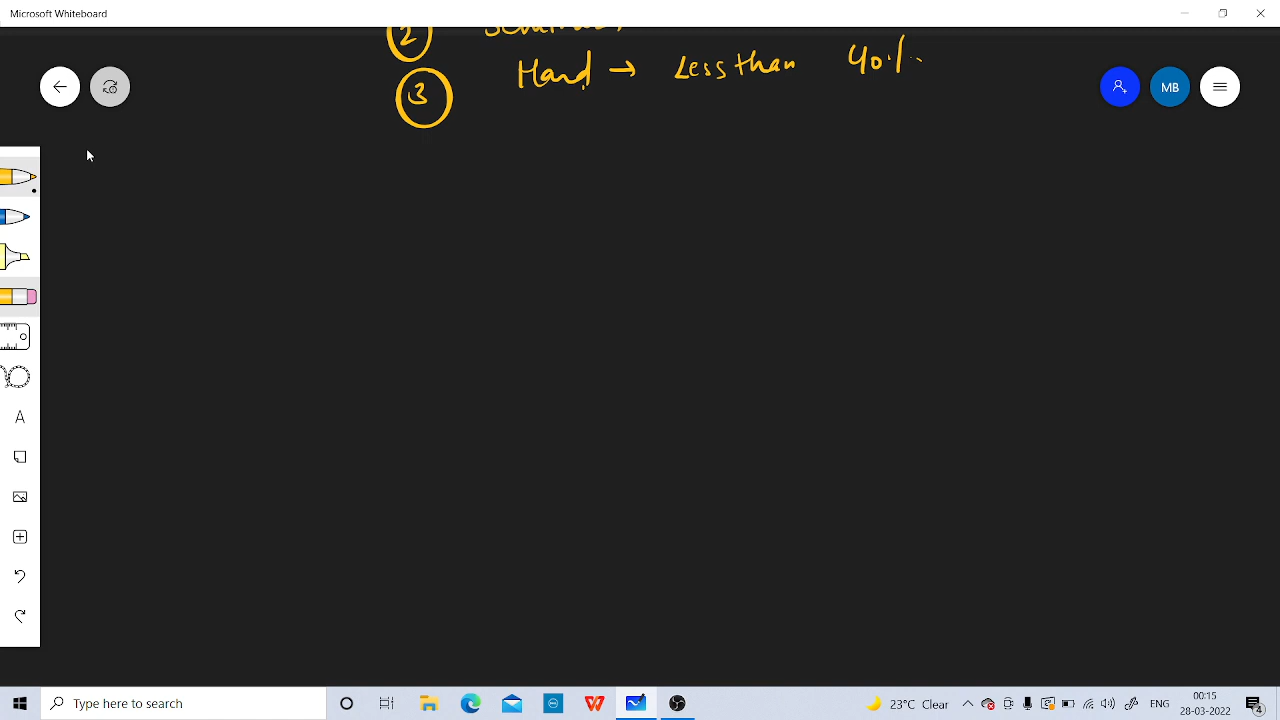 Microsoft Whiteboard
2
3 Hard → Less than 40%.
MB
A
Type here to search
23°C Clear
ENG
00:15
28-03-2022
4